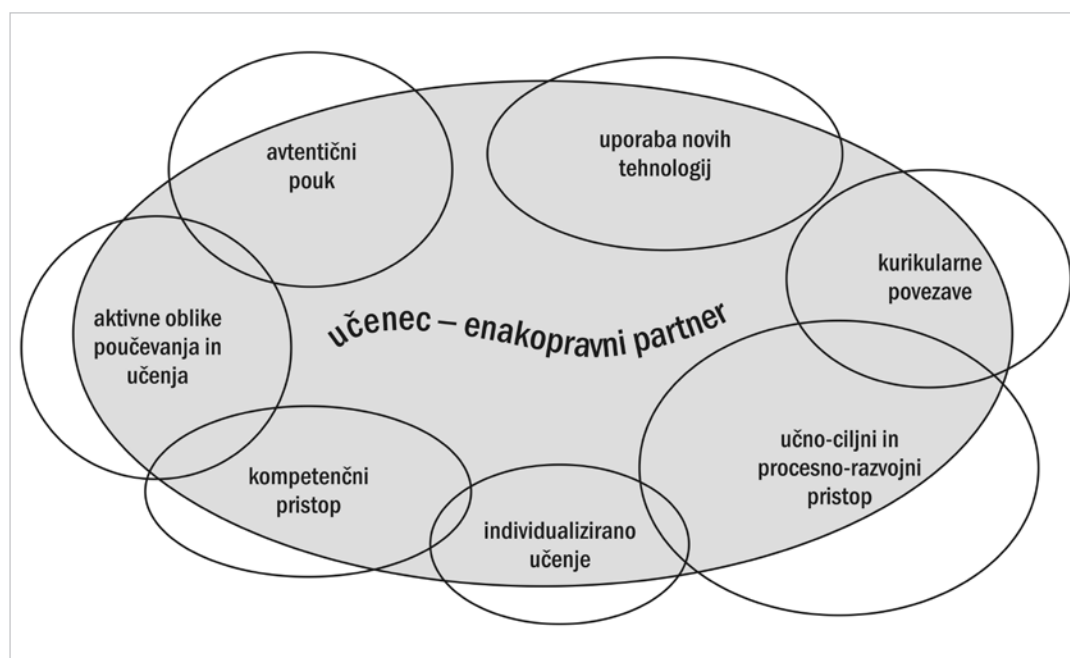 avtentični
pouk
uporaba novih
tehnologij
kurikularne
povezave
učenec – enakopravni partner
aktivne oblike
poučevanja in
učenja
učno-ciljni in
procesno-razvojni
pristop
kompetenčni
pristop
individualizirano
učenje